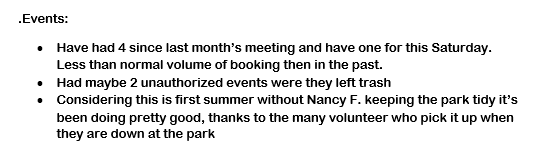 .Events:
• Have had 4 since last month's meeting and have one for this Saturday.
Less than normal volume of booking then in the past.
• Had maybe 2 unauthorized events were they left trash
• Considering this is first summer without Nancy F. keeping the park tidy it's
been doing pretty good, thanks to the many volunteer who pick it up when
they are down at the park